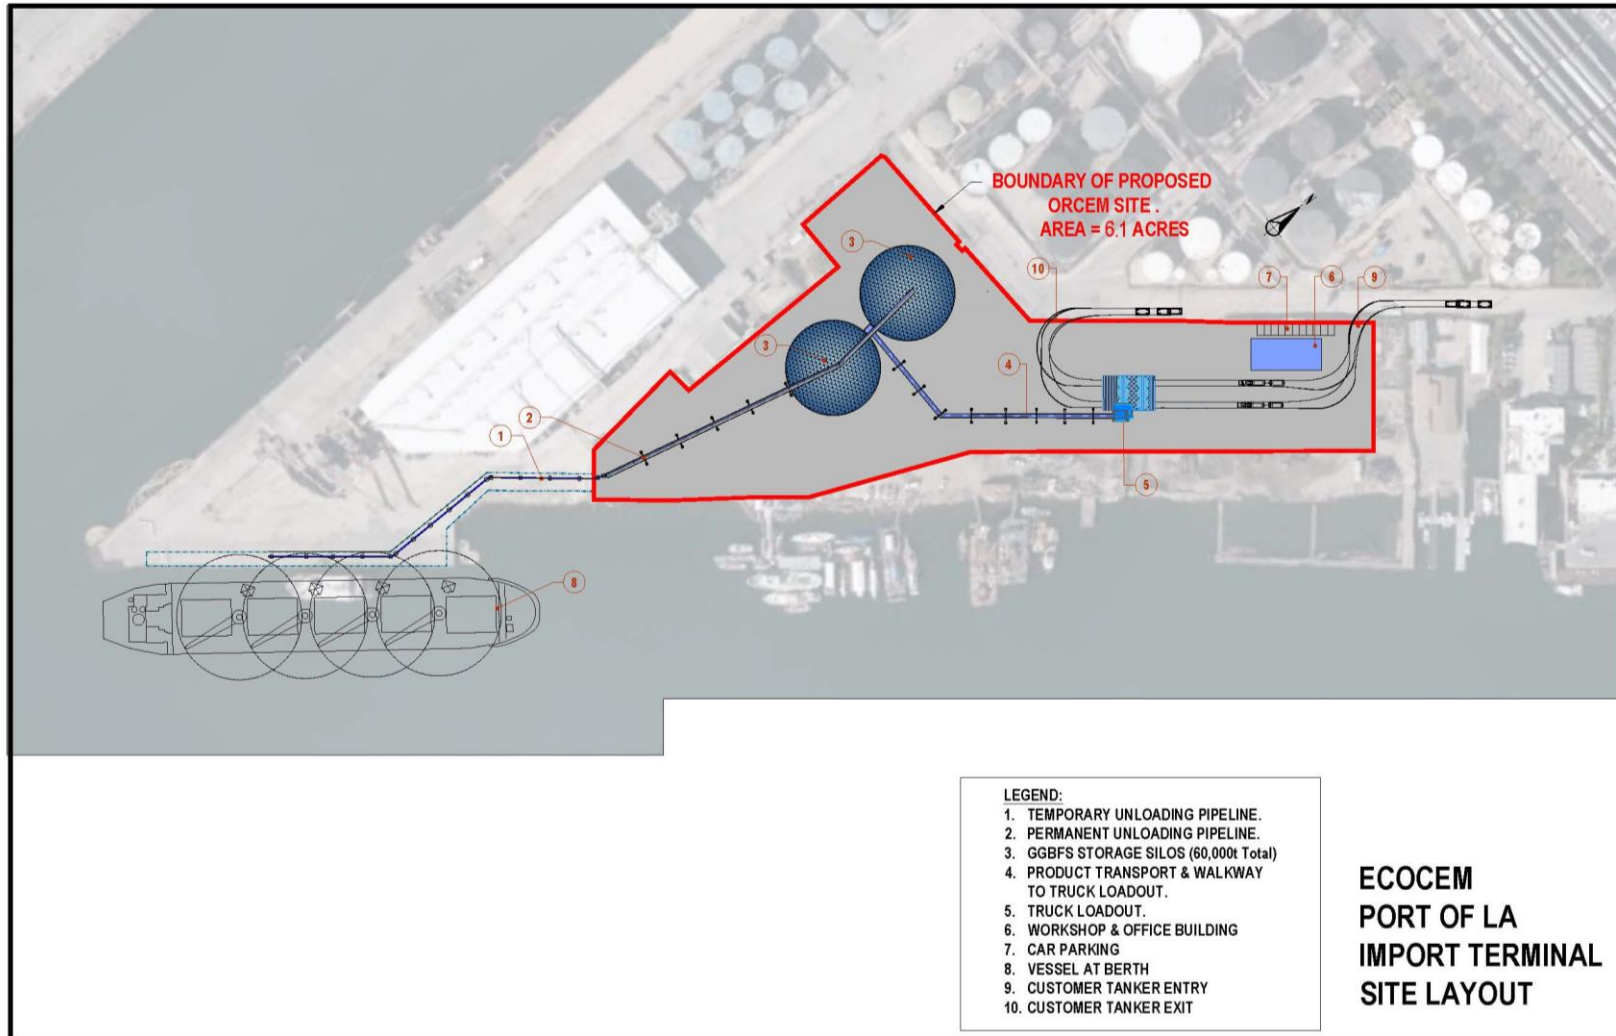 BOUNDARY OF PROPOSED
ORCEM SITE .
AREA = 6.1 ACRES
N
3
10
7
6
9
3
4
2
1
5
8
LEGEND:
1. TEMPORARY UNLOADING PIPELINE.
2. PERMANENT UNLOADING PIPELINE.
3. GGBFS STORAGE SILOS (60,000t Total)
4. PRODUCT TRANSPORT & WALKWAY
TO TRUCK LOADOUT.
5. TRUCK LOADOUT.
6. WORKSHOP & OFFICE BUILDING
7. CAR PARKING
8. VESSEL AT BERTH
9. CUSTOMER TANKER ENTRY
10. CUSTOMER TANKER EXIT
ECOCEM
PORT OF LA
IMPORT TERMINAL
SITE LAYOUT